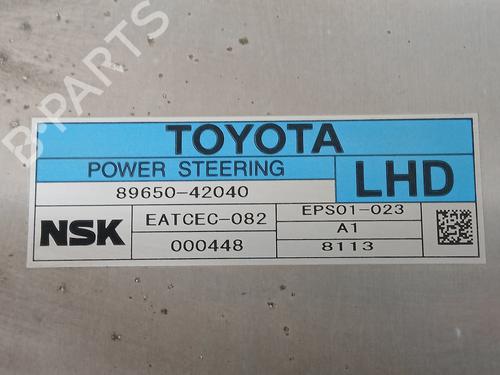 B-PARTS
TOYOTA
POWER STEERING
LHD
89650-42040
NSK
EATCEC-082
EPS01-023
A1
000448
8113